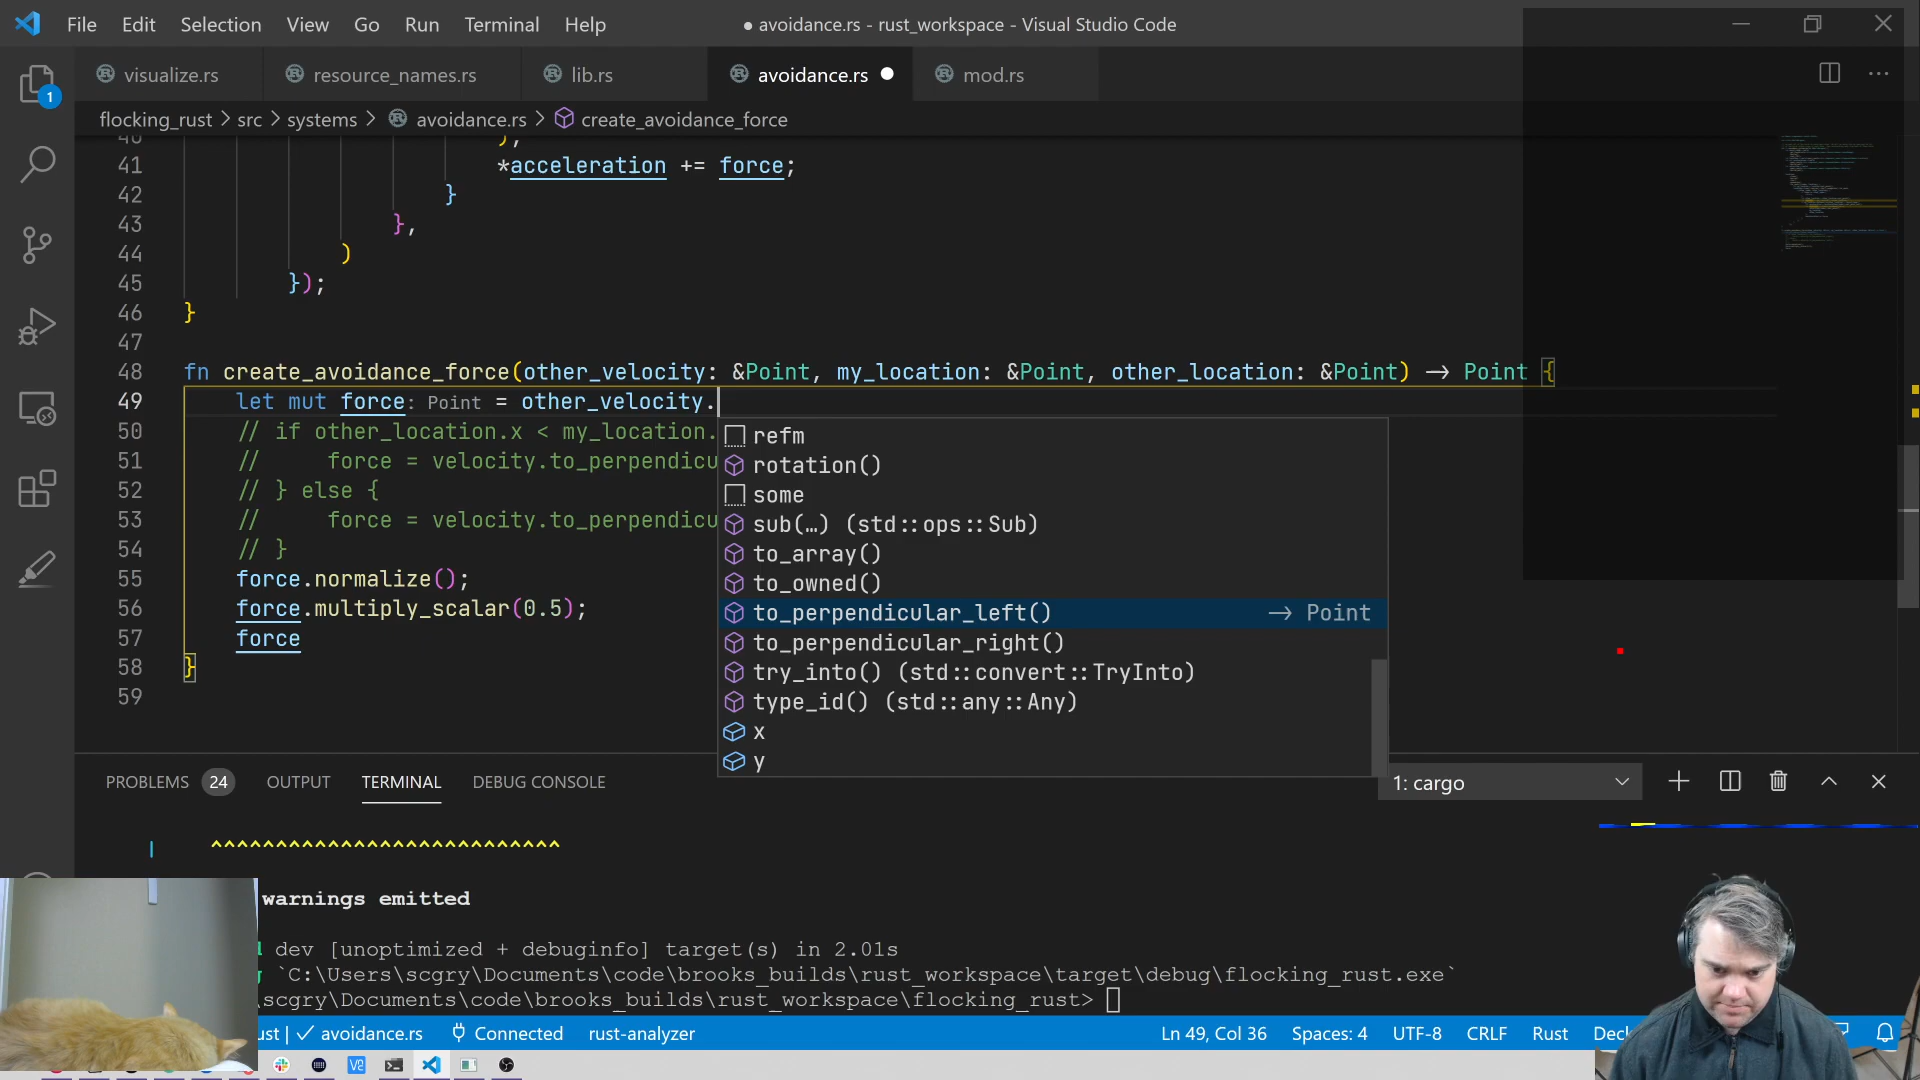 File Edit Selection View Go Run Terminal Help
● avoidance.rs - rust_workspace - Visual Studio Code
visualize.rs resource_names.rs lib.rs avoidance.rs mod.rs
1
flocking_rust > src > systems > avoidance.rs > create_avoidance_force
40 ),
41 *acceleration += force;
42 }
43 },
44 )
45 });
46 }
47
48 fn create_avoidance_force(other_velocity: &Point, my_location: &Point, other_location: &Point) -> Point {
49 let mut force: Point = other_velocity.
50 // if other_location.x < my_location.
51 // force = velocity.to_perpendicu
52 // } else {
53 // force = velocity.to_perpendicu
54 // }
55 force.normalize();
56 force.multiply_scalar(0.5);
57 force
58 }
59
refm
rotation()
some
sub(…) (std::ops::Sub)
to_array()
to_owned()
to_perpendicular_left() -> Point
to_perpendicular_right()
try_into() (std::convert::TryInto)
type_id() (std::any::Any)
x
y
PROBLEMS 24 OUTPUT TERMINAL DEBUG CONSOLE 1: cargo
| ^^^^^^^^^^^^^^^^^^^^^^^^^^^
warnings emitted
dev [unoptimized + debuginfo] target(s) in 2.01s
`C:\Users\scgry\Documents\code\brooks_builds\rust_workspace\target\debug\flocking_rust.exe`
\scgry\Documents\code\brooks_builds\rust_workspace\flocking_rust>
ust | ✓ avoidance.rs Connected rust-analyzer Ln 49, Col 36 Spaces: 4 UTF-8 CRLF Rust Dec